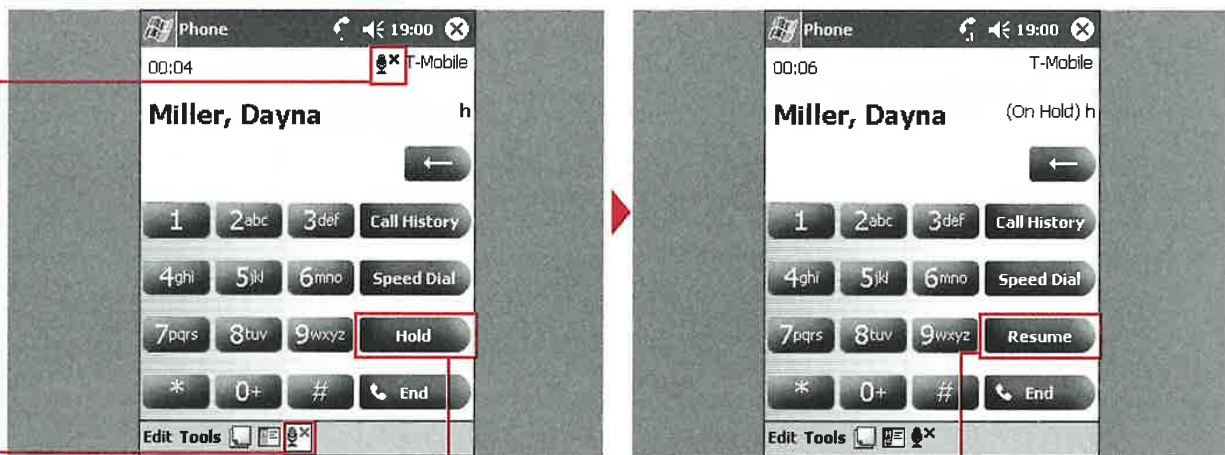 Phone 19:00
00:04 T-Mobile
Miller, Dayna h
1 2abc 3def Call History
4ghi 5jkl 6mno Speed Dial
7pqrs 8tuv 9wxyz Hold
* 0+ # End
Edit Tools
Phone 19:00
00:06 T-Mobile
Miller, Dayna (On Hold) h
1 2abc 3def Call History
4ghi 5jkl 6mno Speed Dial
7pqrs 8tuv 9wxyz Resume
* 0+ # End
Edit Tools